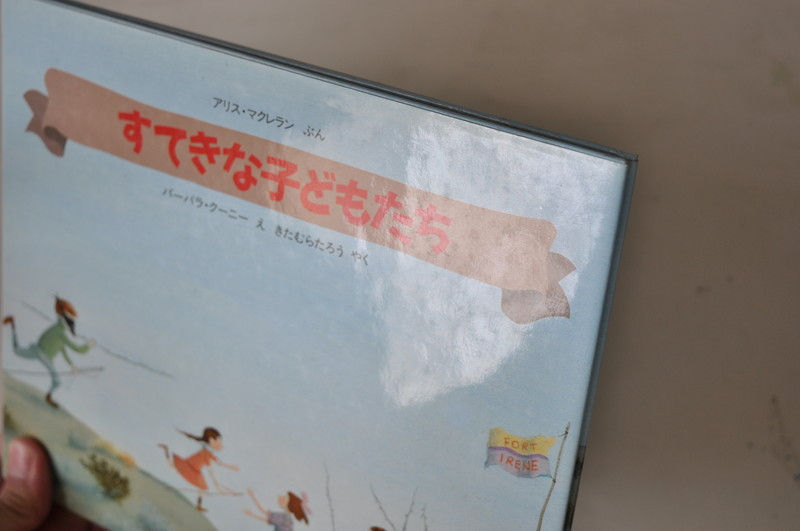 アリス・マクレラン ぶん
すてきな子どもたち
バーバラ・クーニー え きたむらたろう やく
FORT
IRENE